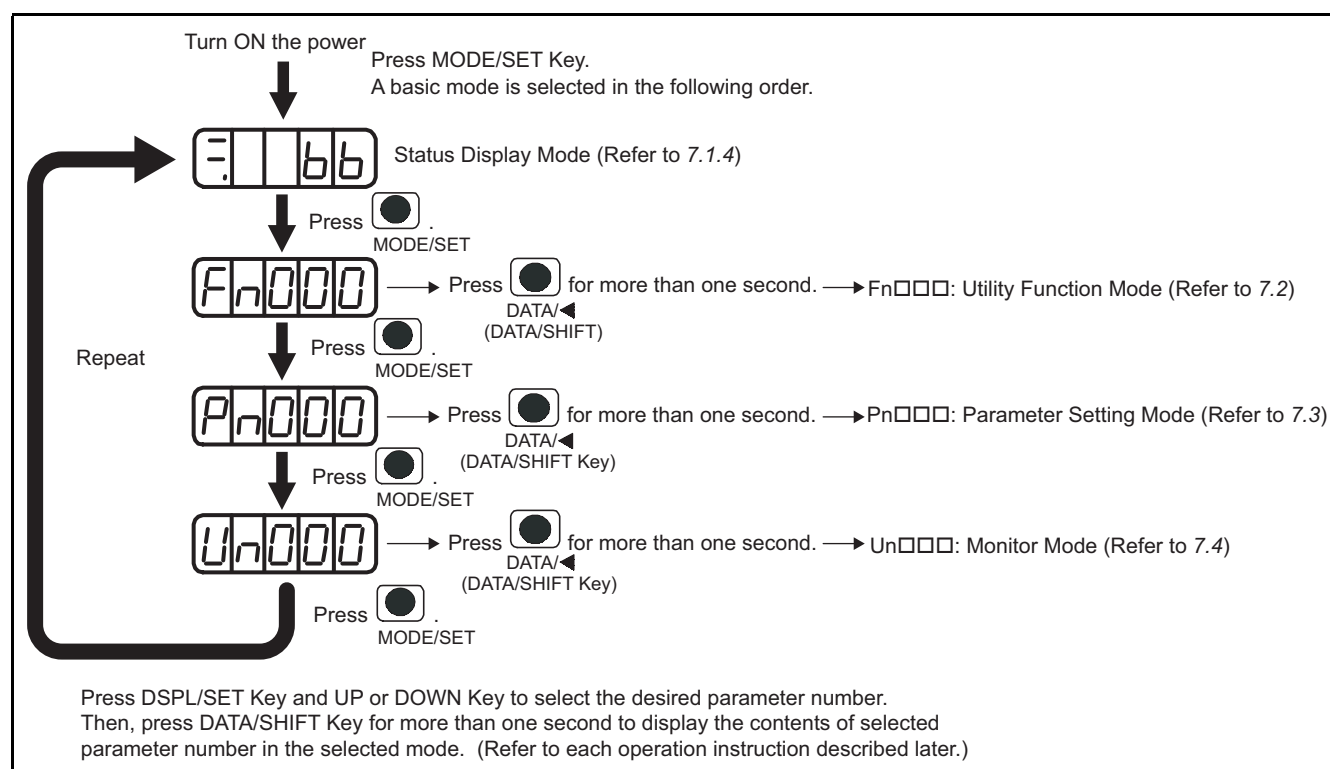 Turn ON the power
Press MODE/SET Key.
A basic mode is selected in the following order.
bb
Status Display Mode (Refer to 7.1.4)
Press .
MODE/SET
Fn000
Press for more than one second.
DATA/◀
(DATA/SHIFT)
Fn□□□: Utility Function Mode (Refer to 7.2)
Press .
MODE/SET
Repeat
Pn000
Press for more than one second.
DATA/◀
(DATA/SHIFT Key)
Pn□□□: Parameter Setting Mode (Refer to 7.3)
Press .
MODE/SET
Un000
Press for more than one second.
DATA/◀
(DATA/SHIFT Key)
Un□□□: Monitor Mode (Refer to 7.4)
Press .
MODE/SET
Press DSPL/SET Key and UP or DOWN Key to select the desired parameter number.
Then, press DATA/SHIFT Key for more than one second to display the contents of selected
parameter number in the selected mode. (Refer to each operation instruction described later.)